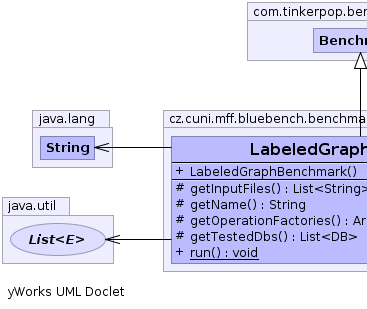 com.tinkerpop.ben
Benchm
java.lang
String
cz.cuni.mff.bluebench.benchma
LabeledGraph
+ LabeledGraphBenchmark()
# getInputFiles() : List<String>
# getName() : String
# getOperationFactories() : Ar
# getTestedDbs() : List<DB>
+ run() : void
java.util
List<E>
yWorks UML Doclet